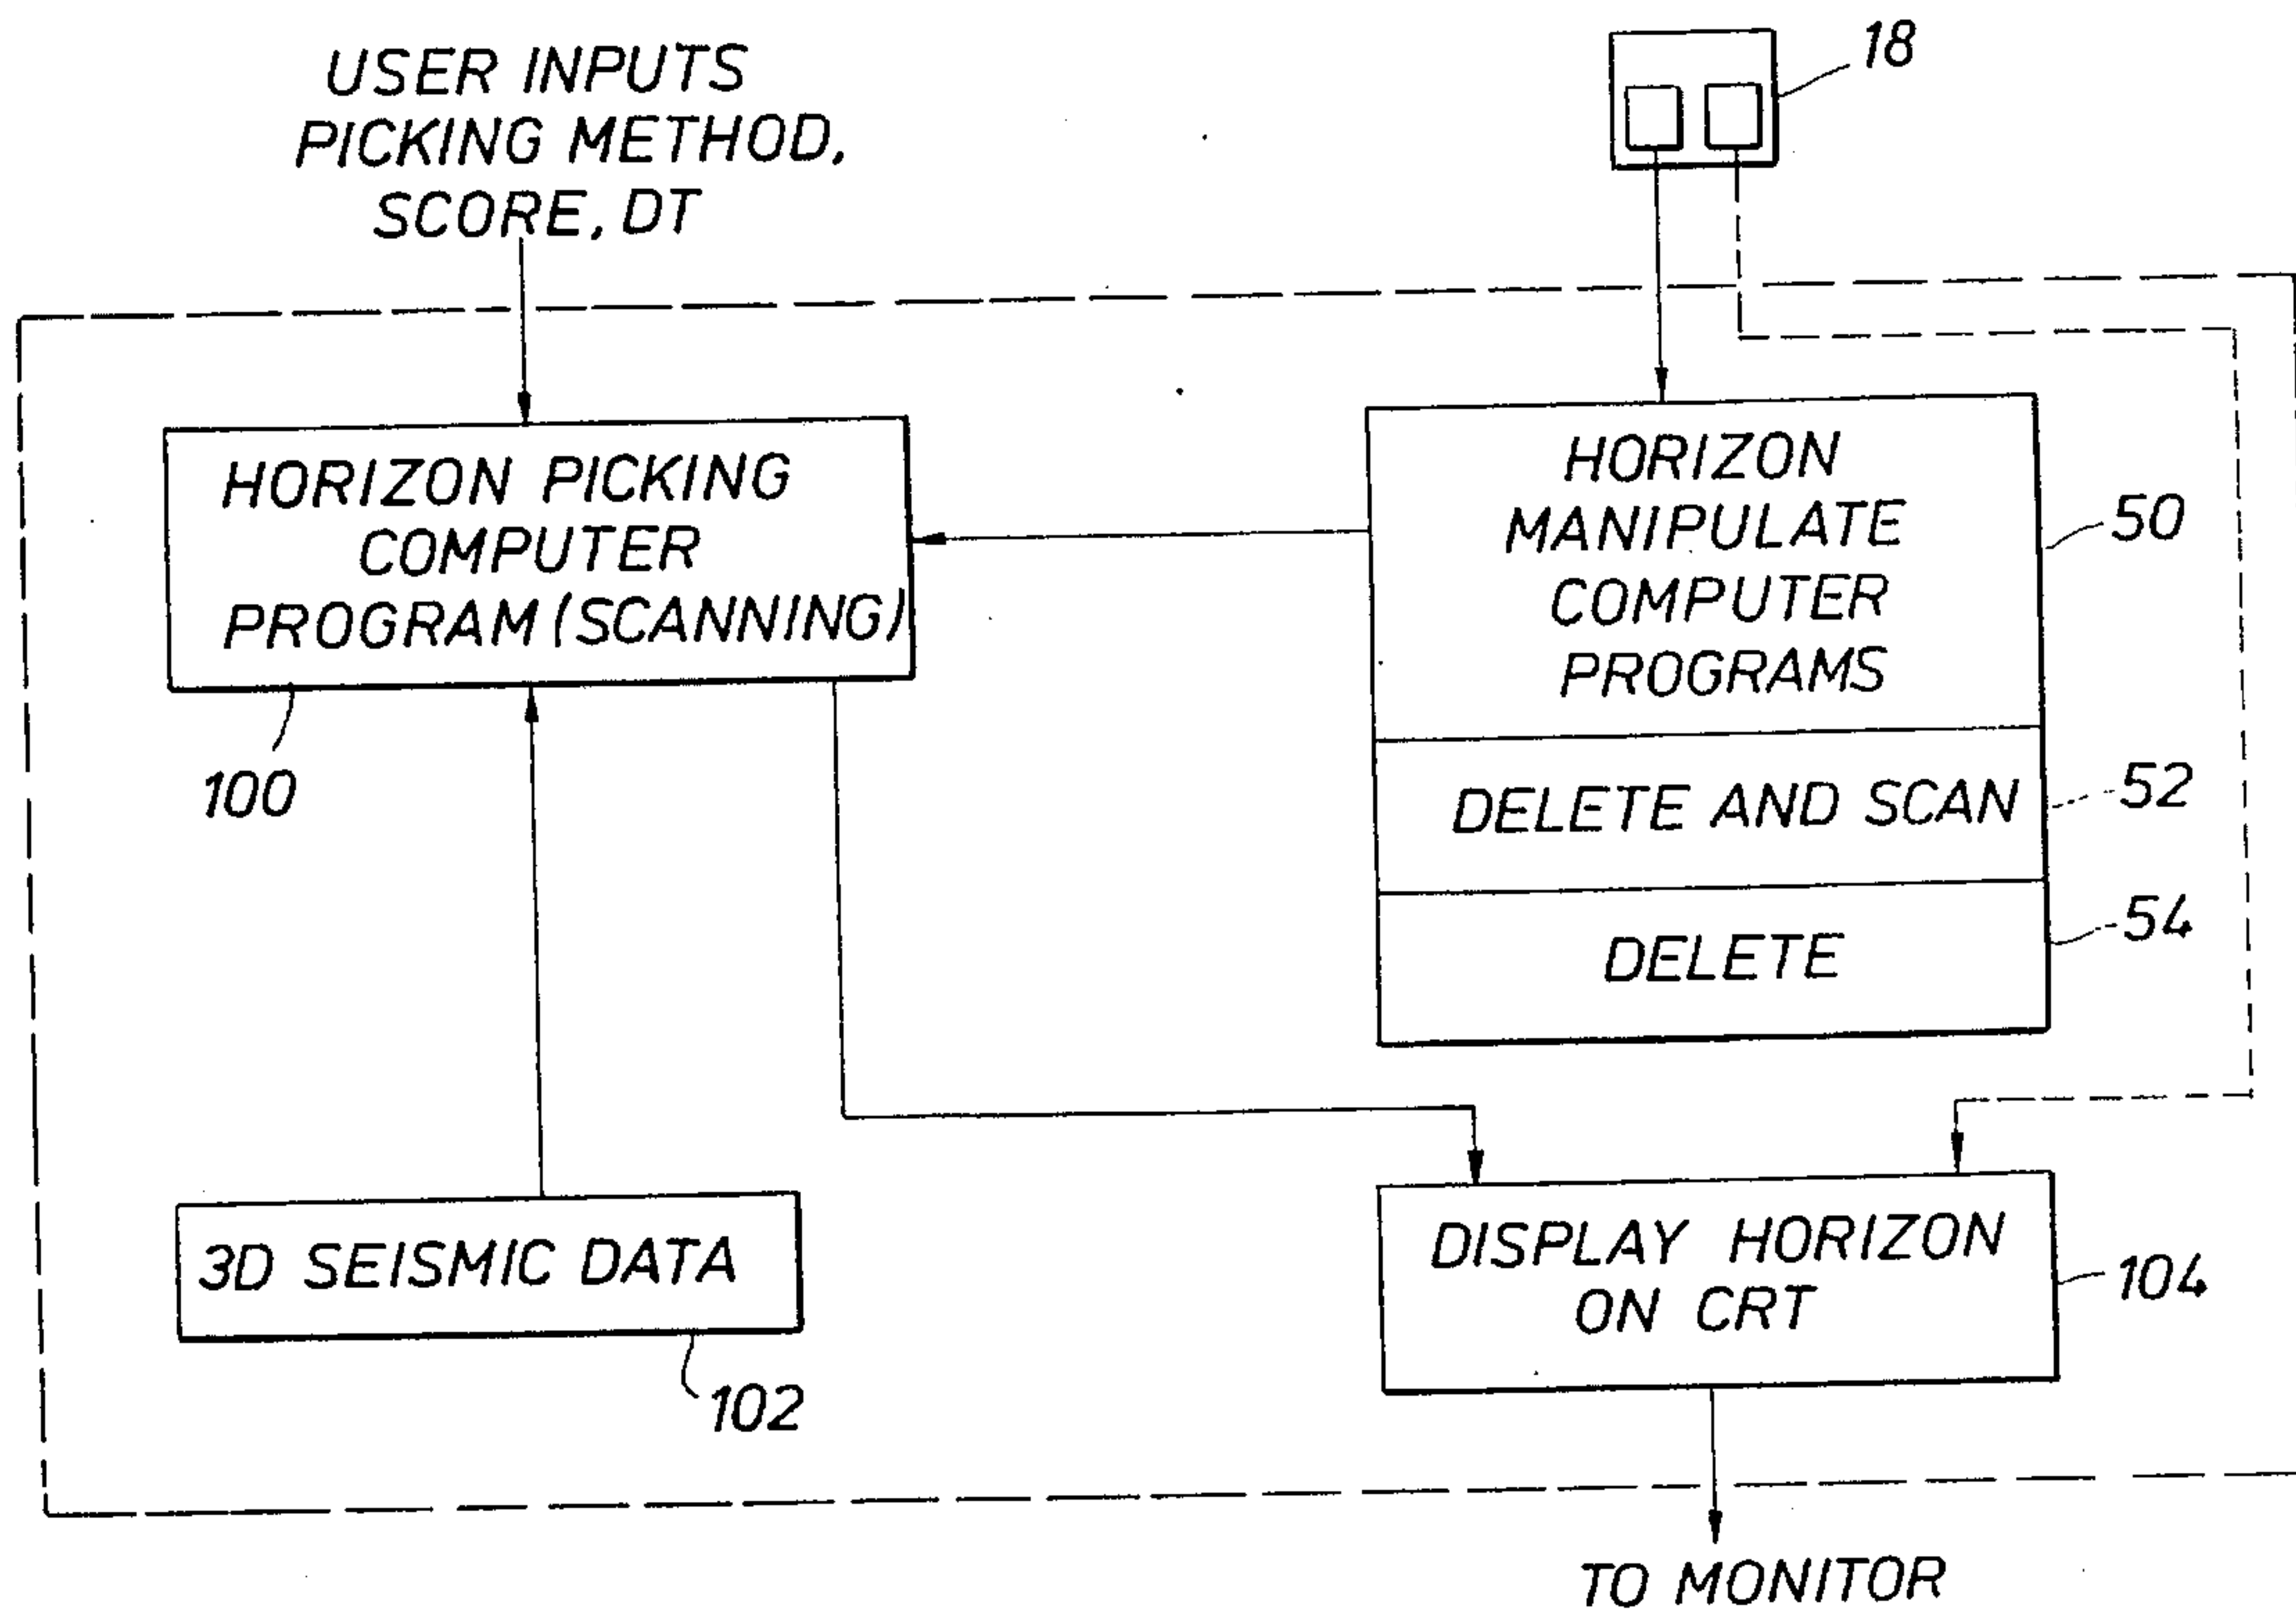 USER INPUTS
PICKING METHOD,
SCORE, DT
18
HORIZON PICKING
COMPUTER
PROGRAM (SCANNING)
100
HORIZON
MANIPULATE
COMPUTER
PROGRAMS
50
DELETE AND SCAN
52
DELETE
54
3D SEISMIC DATA
102
DISPLAY HORIZON
ON CRT
104
TO MONITOR